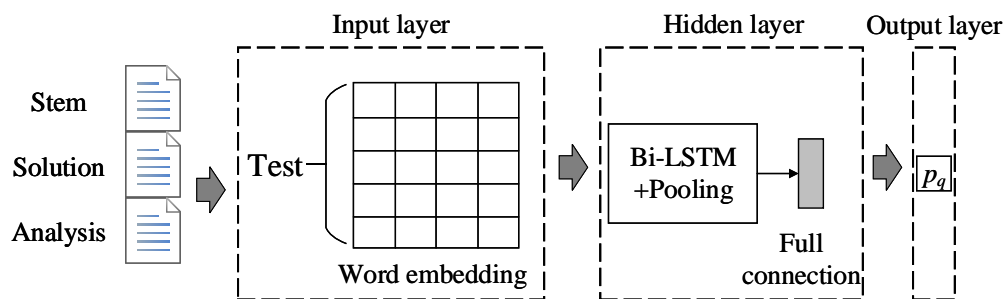 Input layer
Hidden layer
Output layer
Stem
Solution
Analysis
Test
Word embedding
Bi-LSTM
+Pooling
Full
connection
p_q